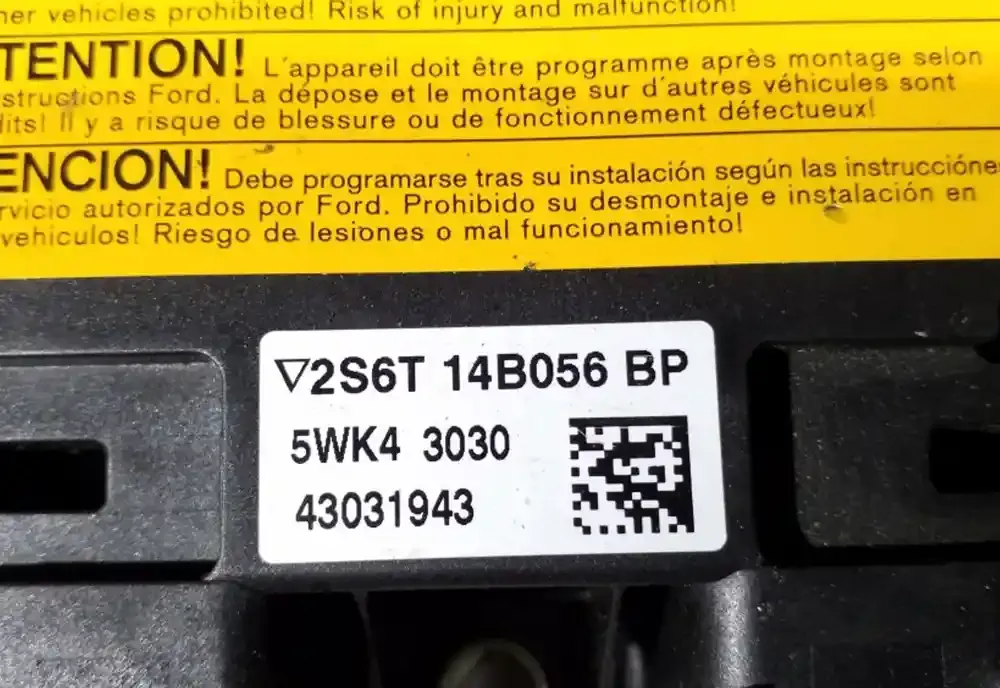 her vehicles prohibited! Risk of injury and malfunction!
TENTION! L'appareil doit être programme après montage selon
structions Ford. La dépose et le montage sur d'autres véhicules sont
dits! Il y a risque de blessure ou de fonctionnement défectueux!
ENCION! Debe programarse tras su instalación según las instrucciónes
rvicio autorizados por Ford. Prohibido su desmontaje e instalación en
vehiculos! Riesgo de lesiones o mal funcionamiento!
▽2S6T 14B056 BP
5WK4 3030
43031943